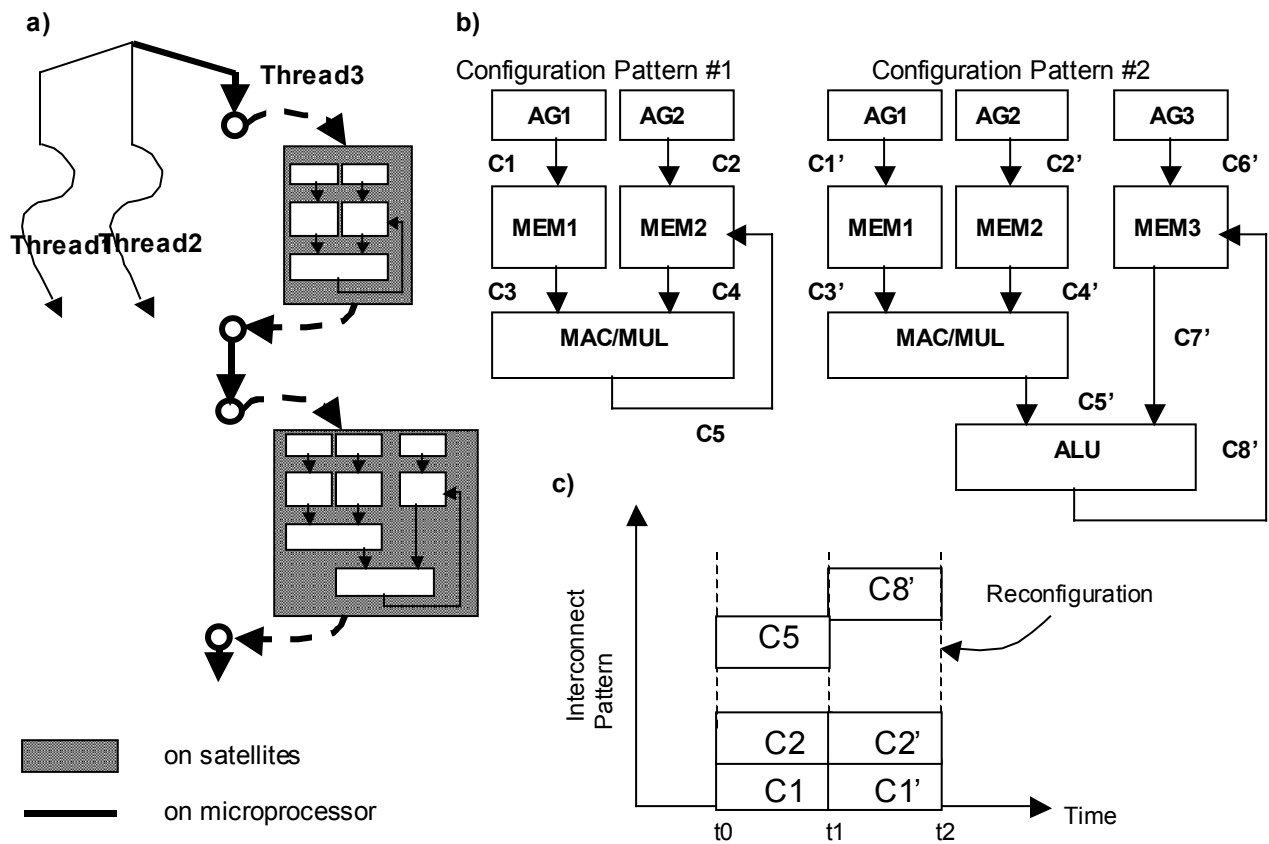 a)
Thread3
Thread1
Thread2
on satellites
on microprocessor
b)
Configuration Pattern #1
AG1
AG2
C1
C2
MEM1
MEM2
C3
C4
MAC/MUL
C5
Configuration Pattern #2
AG1
AG2
AG3
C1’
C2’
C6’
MEM1
MEM2
MEM3
C3’
C4’
MAC/MUL
C7’
C5’
ALU
C8’
c)
Interconnect
Pattern
C8’
C5
Reconfiguration
C2
C2’
C1
C1’
Time
t0
t1
t2